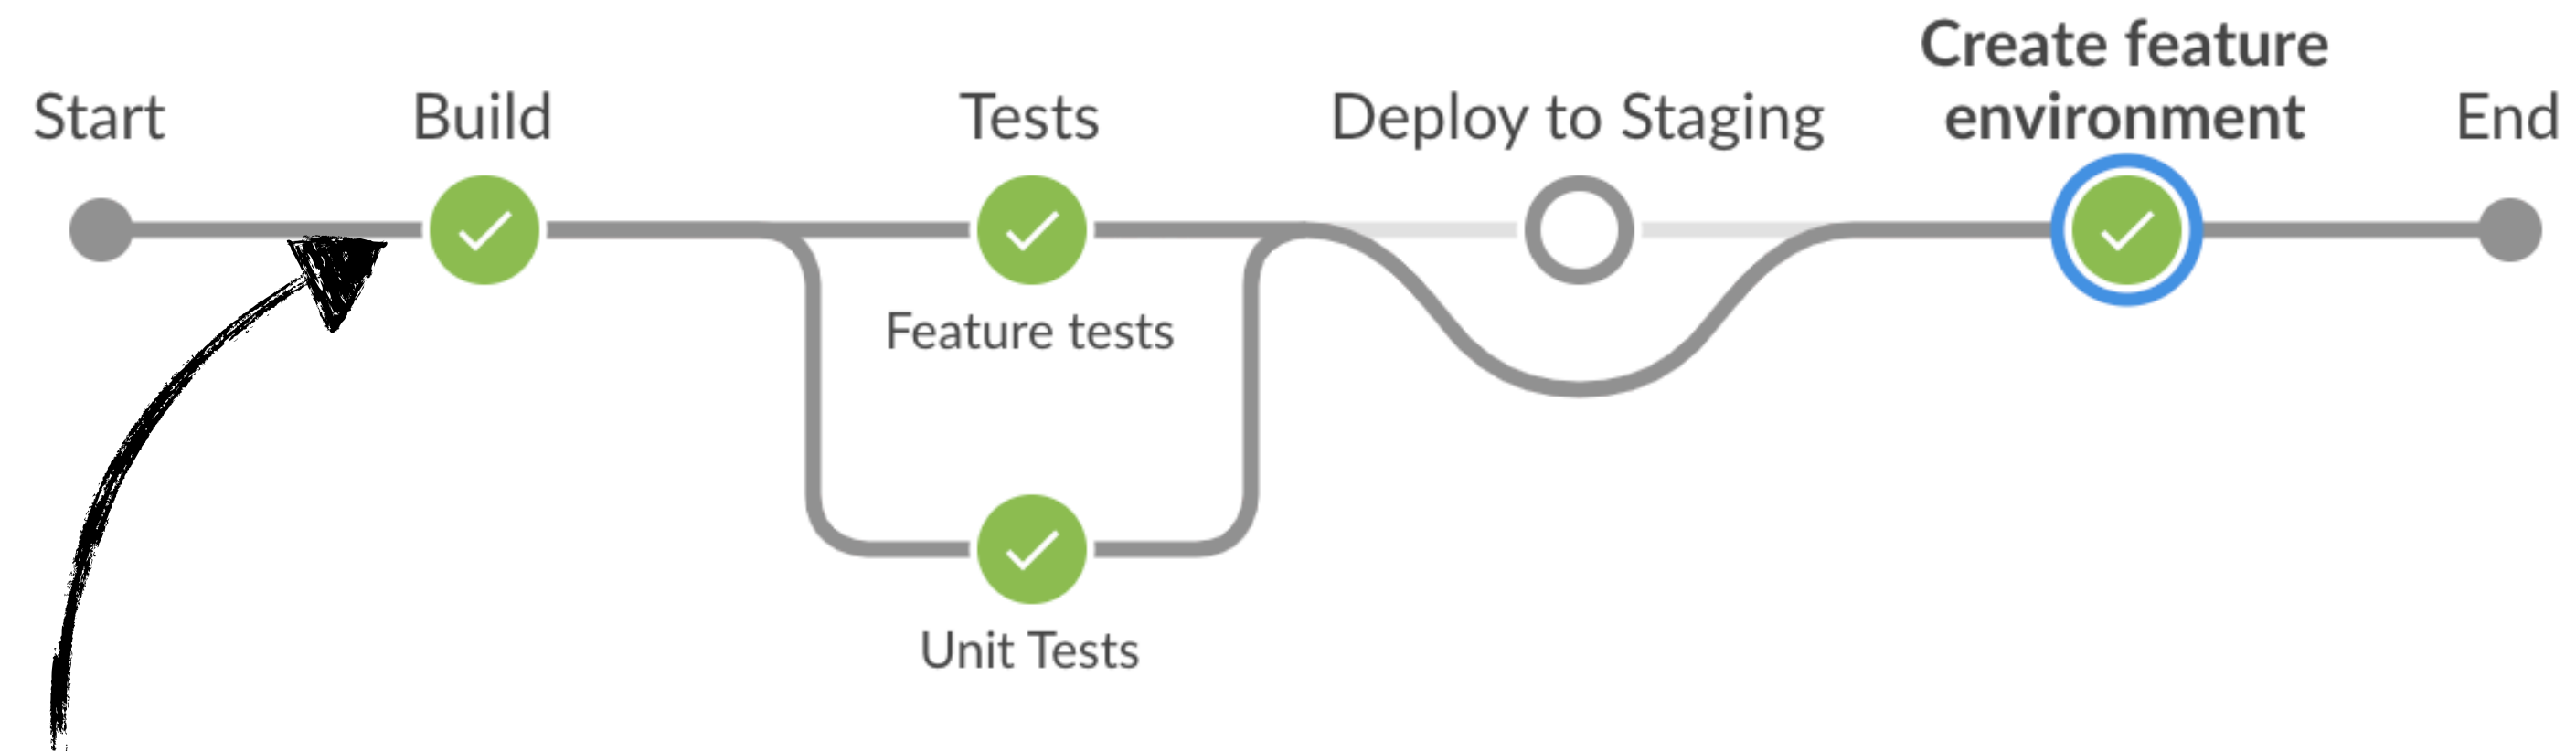 Start
Build
Tests
Deploy to Staging
Create feature
environment
End
Feature tests
Unit Tests